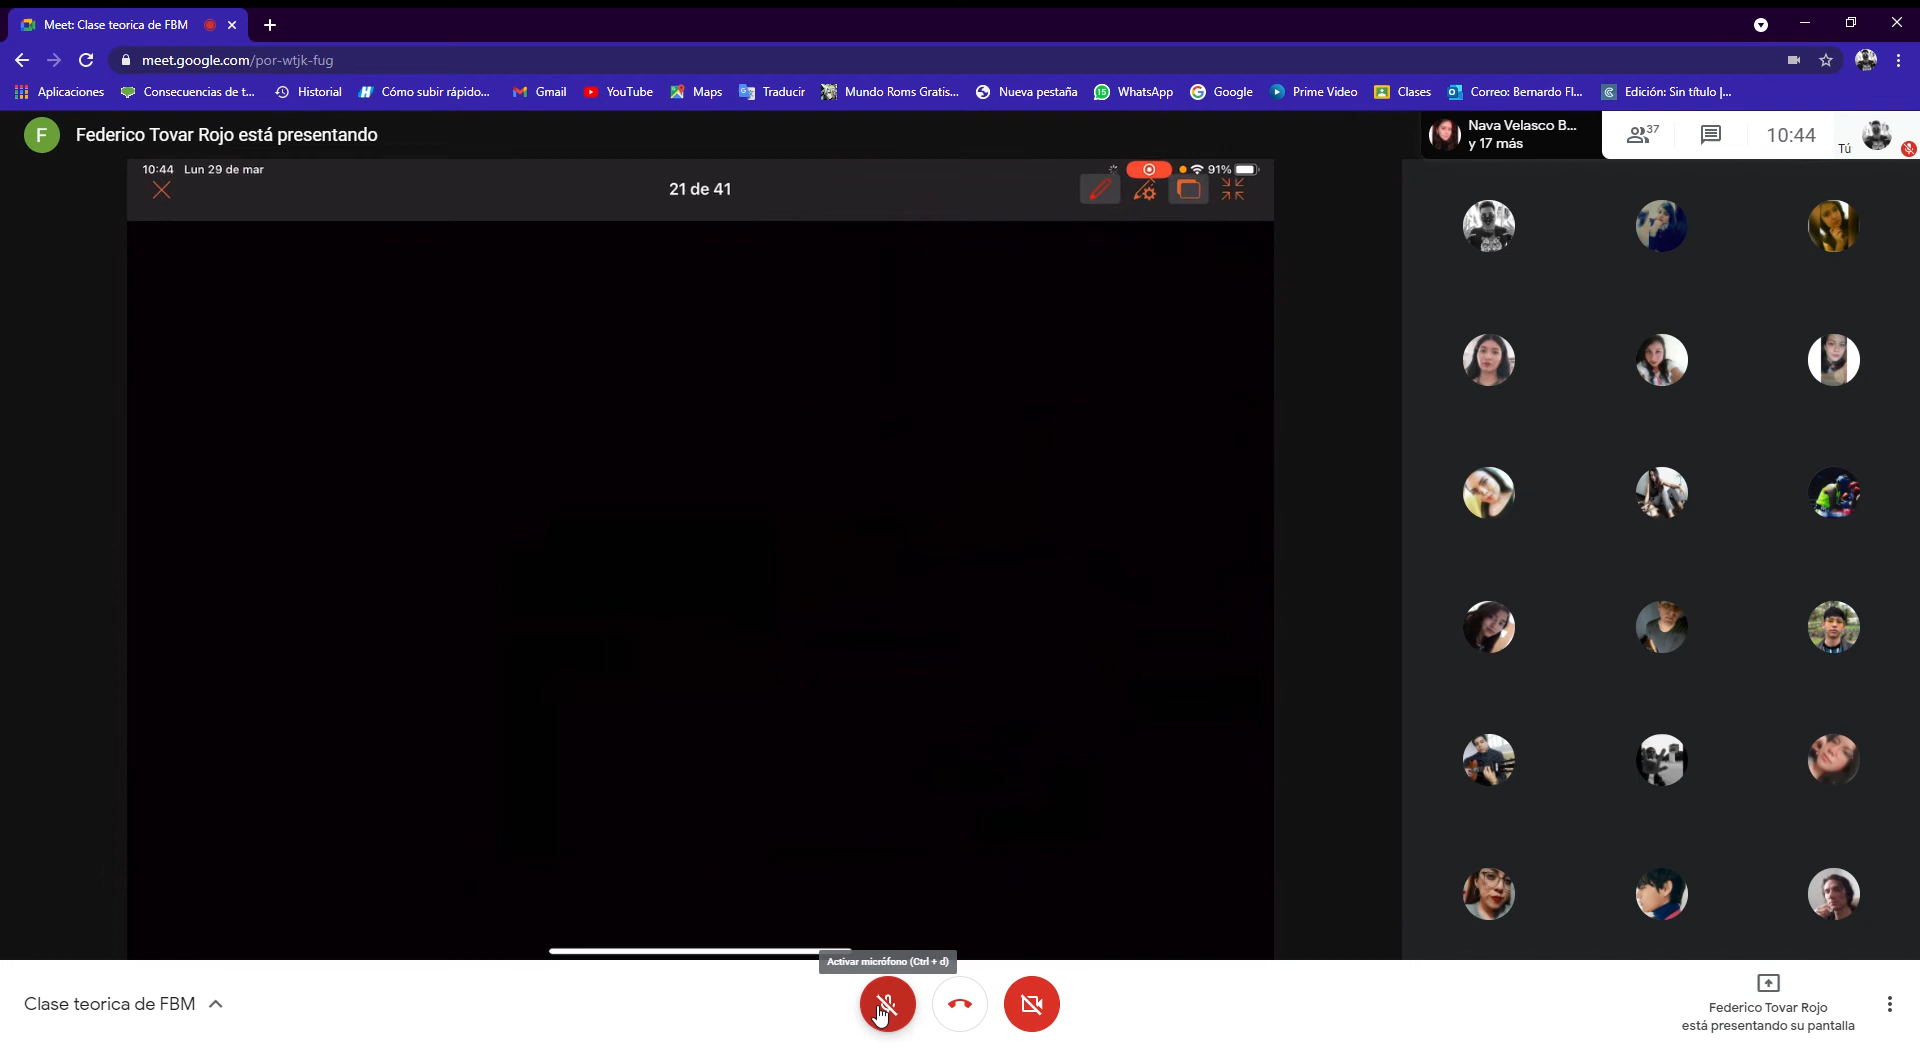 Meet: Clase teorica de FBM
meet.google.com/por-wtjk-fug
Aplicaciones Consecuencias de t... Historial Cómo subir rápido... Gmail YouTube Maps Traducir Mundo Roms Gratis... Nueva pestaña WhatsApp Google Prime Video Clases Correo: Bernardo Fl... Edición: Sin título |...
F Federico Tovar Rojo está presentando
Nava Velasco B...
y 17 más
37
10:44
Tú
10:44 Lun 29 de mar
91%
21 de 41
Activar micrófono (Ctrl + d)
Clase teorica de FBM
Federico Tovar Rojo
está presentando su pantalla